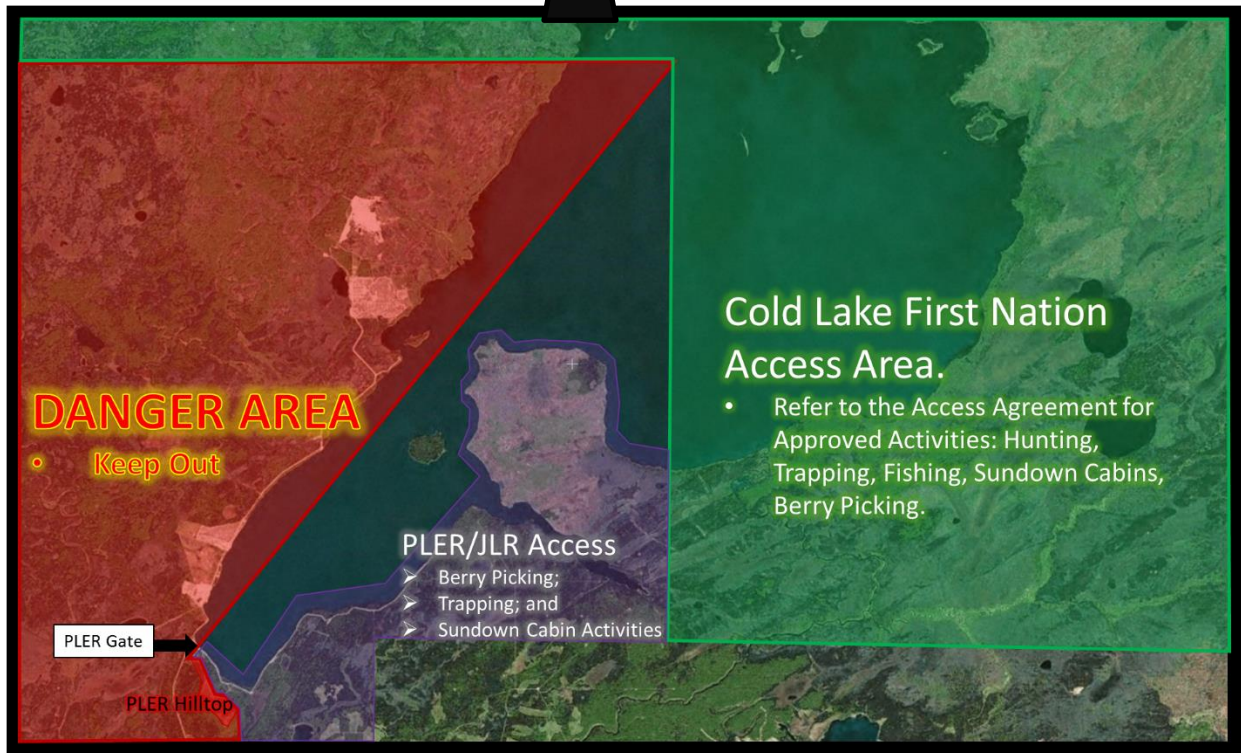 DANGER AREA
• Keep Out
PLER Gate
PLER Hilltop
PLER/JLR Access
➢ Berry Picking;
➢ Trapping; and
➢ Sundown Cabin Activities
Cold Lake First Nation
Access Area.
• Refer to the Access Agreement for
Approved Activities: Hunting,
Trapping, Fishing, Sundown Cabins,
Berry Picking.